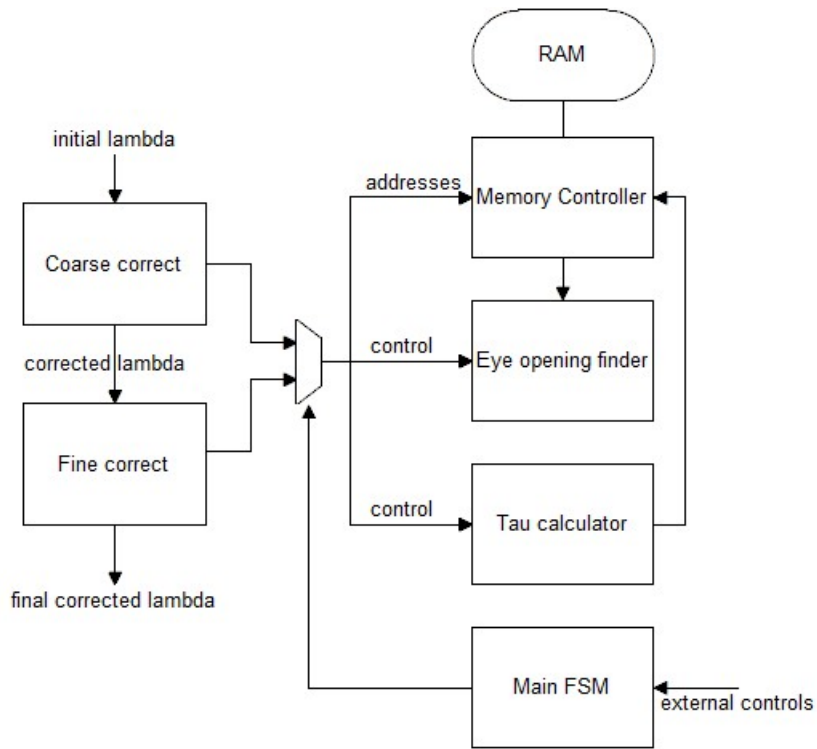 RAM
initial lambda
addresses
Memory Controller
Coarse correct
corrected lambda
control
Eye opening finder
Fine correct
control
Tau calculator
final corrected lambda
Main FSM
external controls